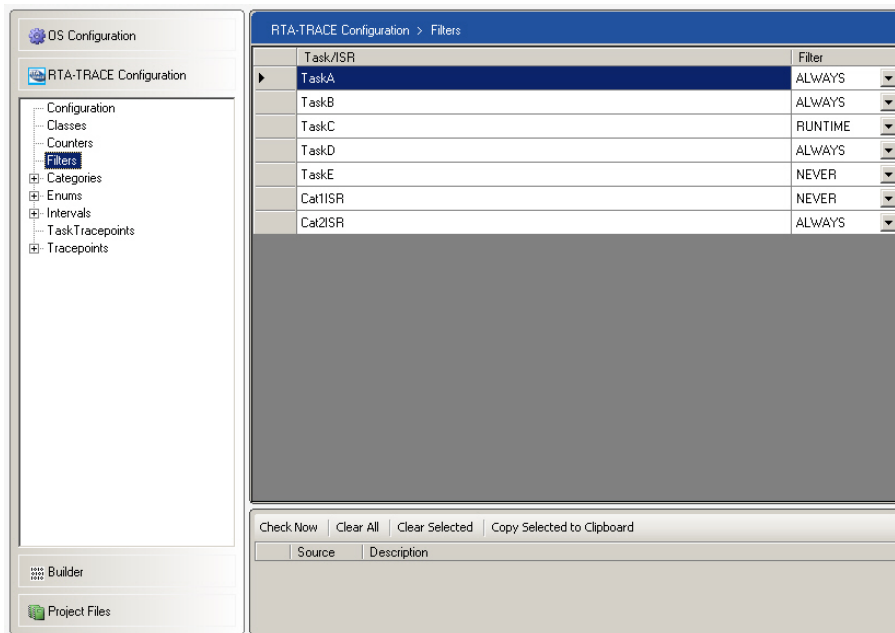 OS Configuration
RTA-TRACE Configuration
Configuration
Classes
Counters
Filters
Categories
Enums
Intervals
TaskTracepoints
Tracepoints
Builder
Project Files
RTA-TRACE Configuration > Filters
Task/ISR Filter
TaskA ALWAYS
TaskB ALWAYS
TaskC RUNTIME
TaskD ALWAYS
TaskE NEVER
Cat1ISR NEVER
Cat2ISR ALWAYS
Check Now Clear All Clear Selected Copy Selected to Clipboard
Source Description